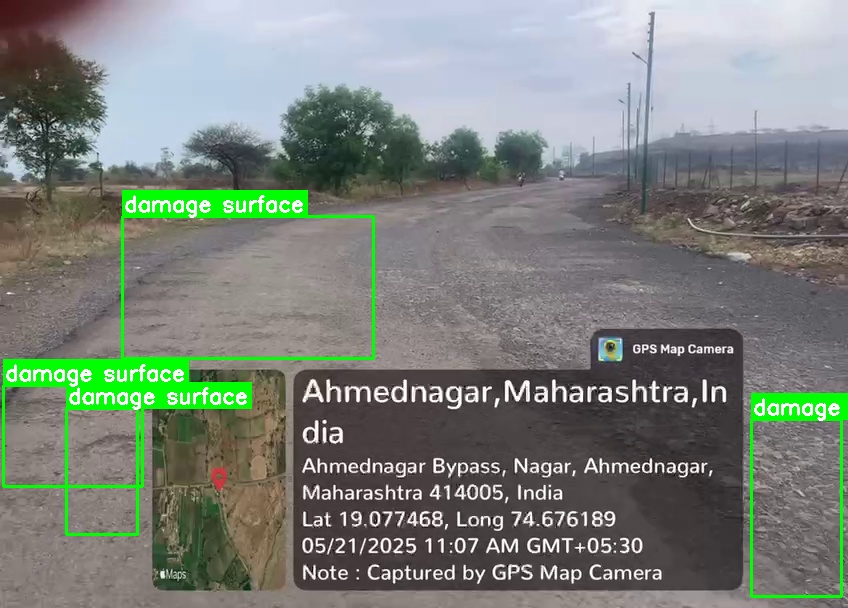 damage surface
damage surface
damage surface
damage
GPS Map Camera
Ahmednagar,Maharashtra,In
dia
Ahmednagar Bypass, Nagar, Ahmednagar,
Maharashtra 414005, India
Lat 19.077468, Long 74.676189
05/21/2025 11:07 AM GMT+05:30
Note : Captured by GPS Map Camera
Maps